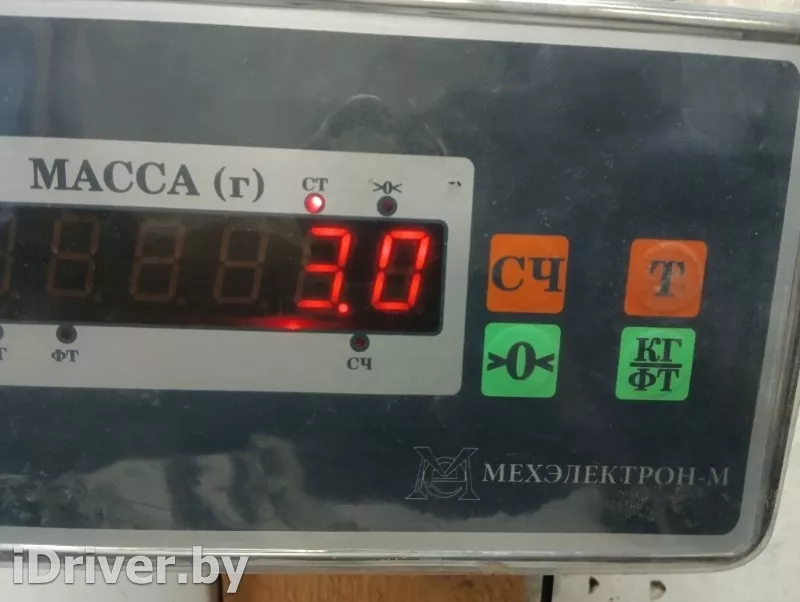 МАССА (г) СТ >0<
3.0
ФТ СЧ
СЧ Т
>0< КГ/ФТ
МЕХЭЛЕКТРОН-М
iDriver.by